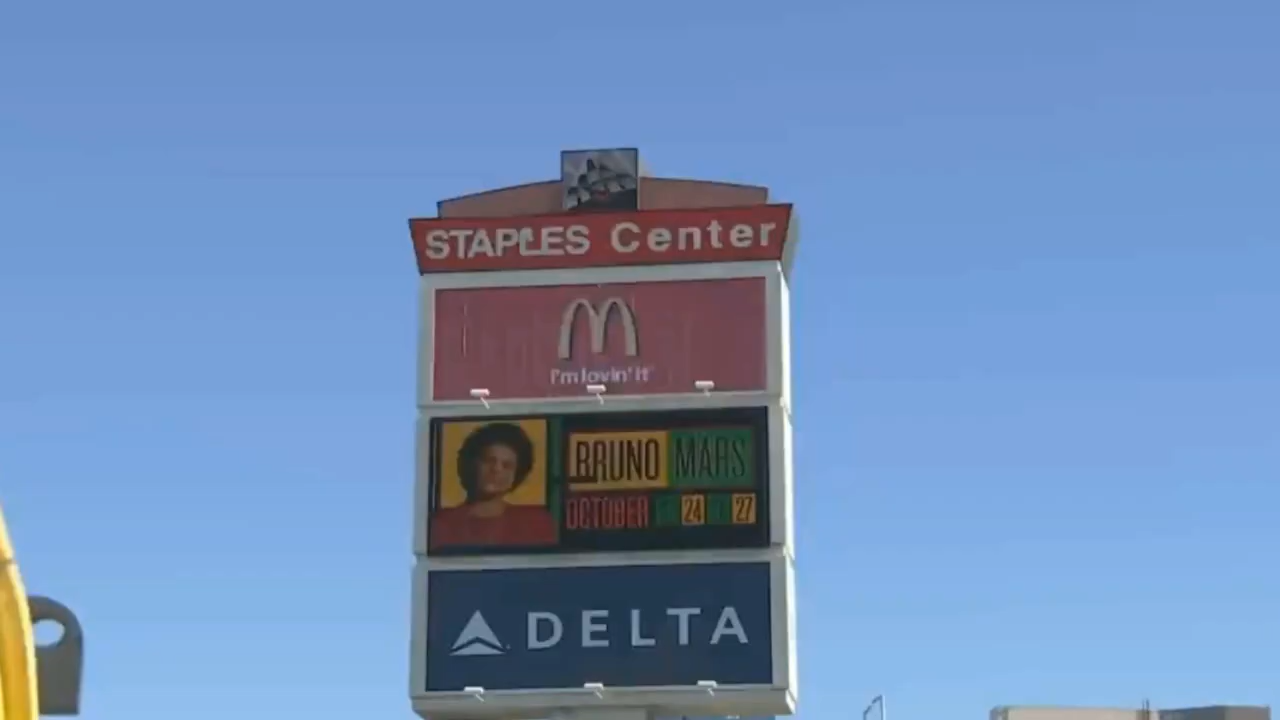 STAPLES Center
I'm lovin' it
BRUNO MARS
OCTOBER 24 27
DELTA